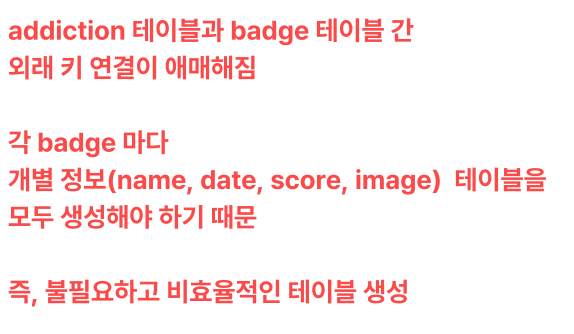 addiction 테이블과 badge 테이블 간
외래 키 연결이 애매해짐
각 badge 마다
개별 정보(name, date, score, image) 테이블을
모두 생성해야 하기 때문
즉, 불필요하고 비효율적인 테이블 생성